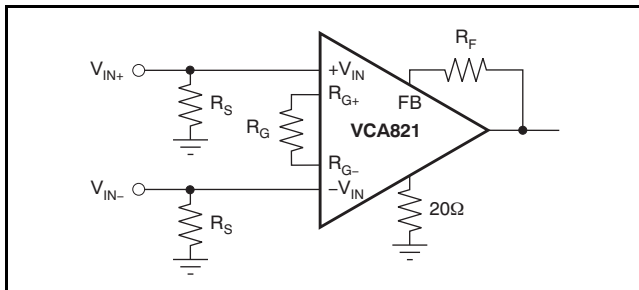 R_F
V_IN+
+V_IN
R_G+
FB
R_S
R_G
VCA821
R_G−
V_IN−
−V_IN
R_S
20Ω